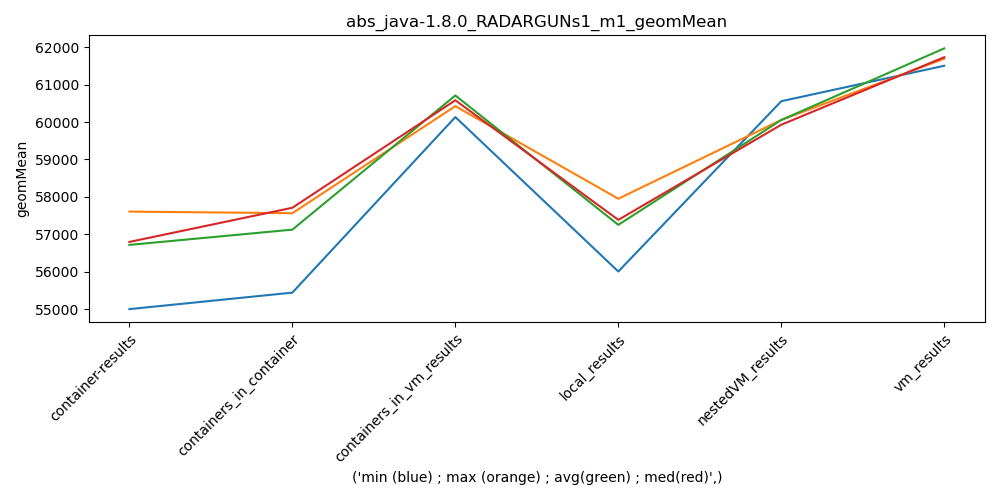 abs_java-1.8.0_RADARGUNs1_m1_geomMean
62000
61000
60000
59000
58000
57000
56000
55000
geomMean
container-results
containers_in_container
containers_in_vm_results
local_results
nestedVM_results
vm_results
('min (blue) ; max (orange) ; avg(green) ; med(red)',)